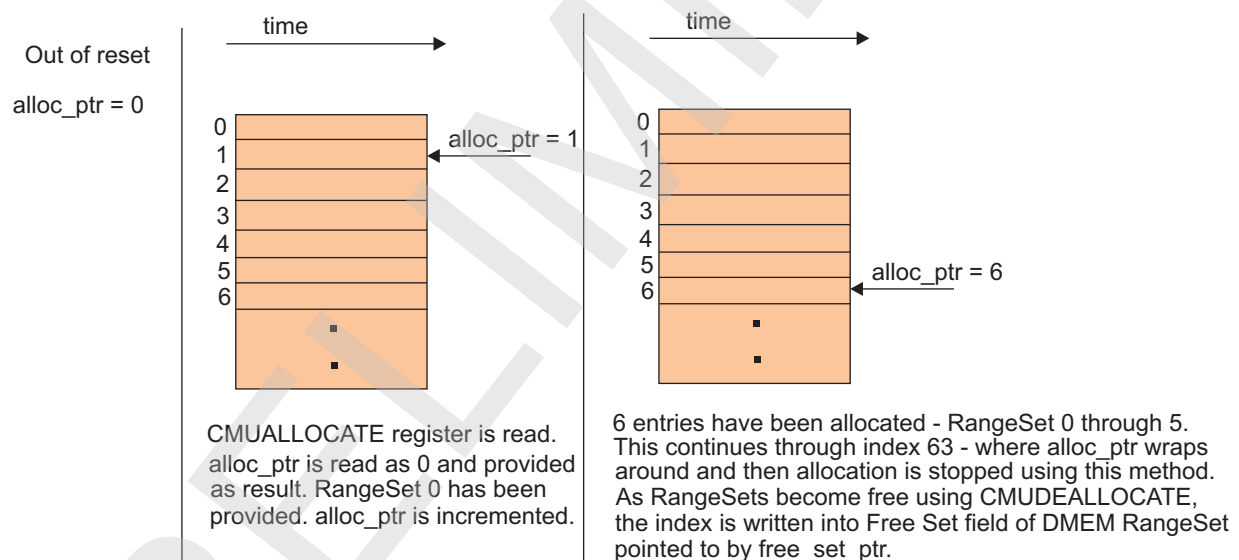 Out of reset
alloc_ptr = 0
time
0
1
2
3
4
5
6
alloc_ptr = 1
CMUALLOCATE register is read.
alloc_ptr is read as 0 and provided
as result. RangeSet 0 has been
provided. alloc_ptr is incremented.
time
0
1
2
3
4
5
6
alloc_ptr = 6
6 entries have been allocated - RangeSet 0 through 5.
This continues through index 63 - where alloc_ptr wraps
around and then allocation is stopped using this method.
As RangeSets become free using CMUDEALLOCATE,
the index is written into Free Set field of DMEM RangeSet
pointed to by free_set_ptr.